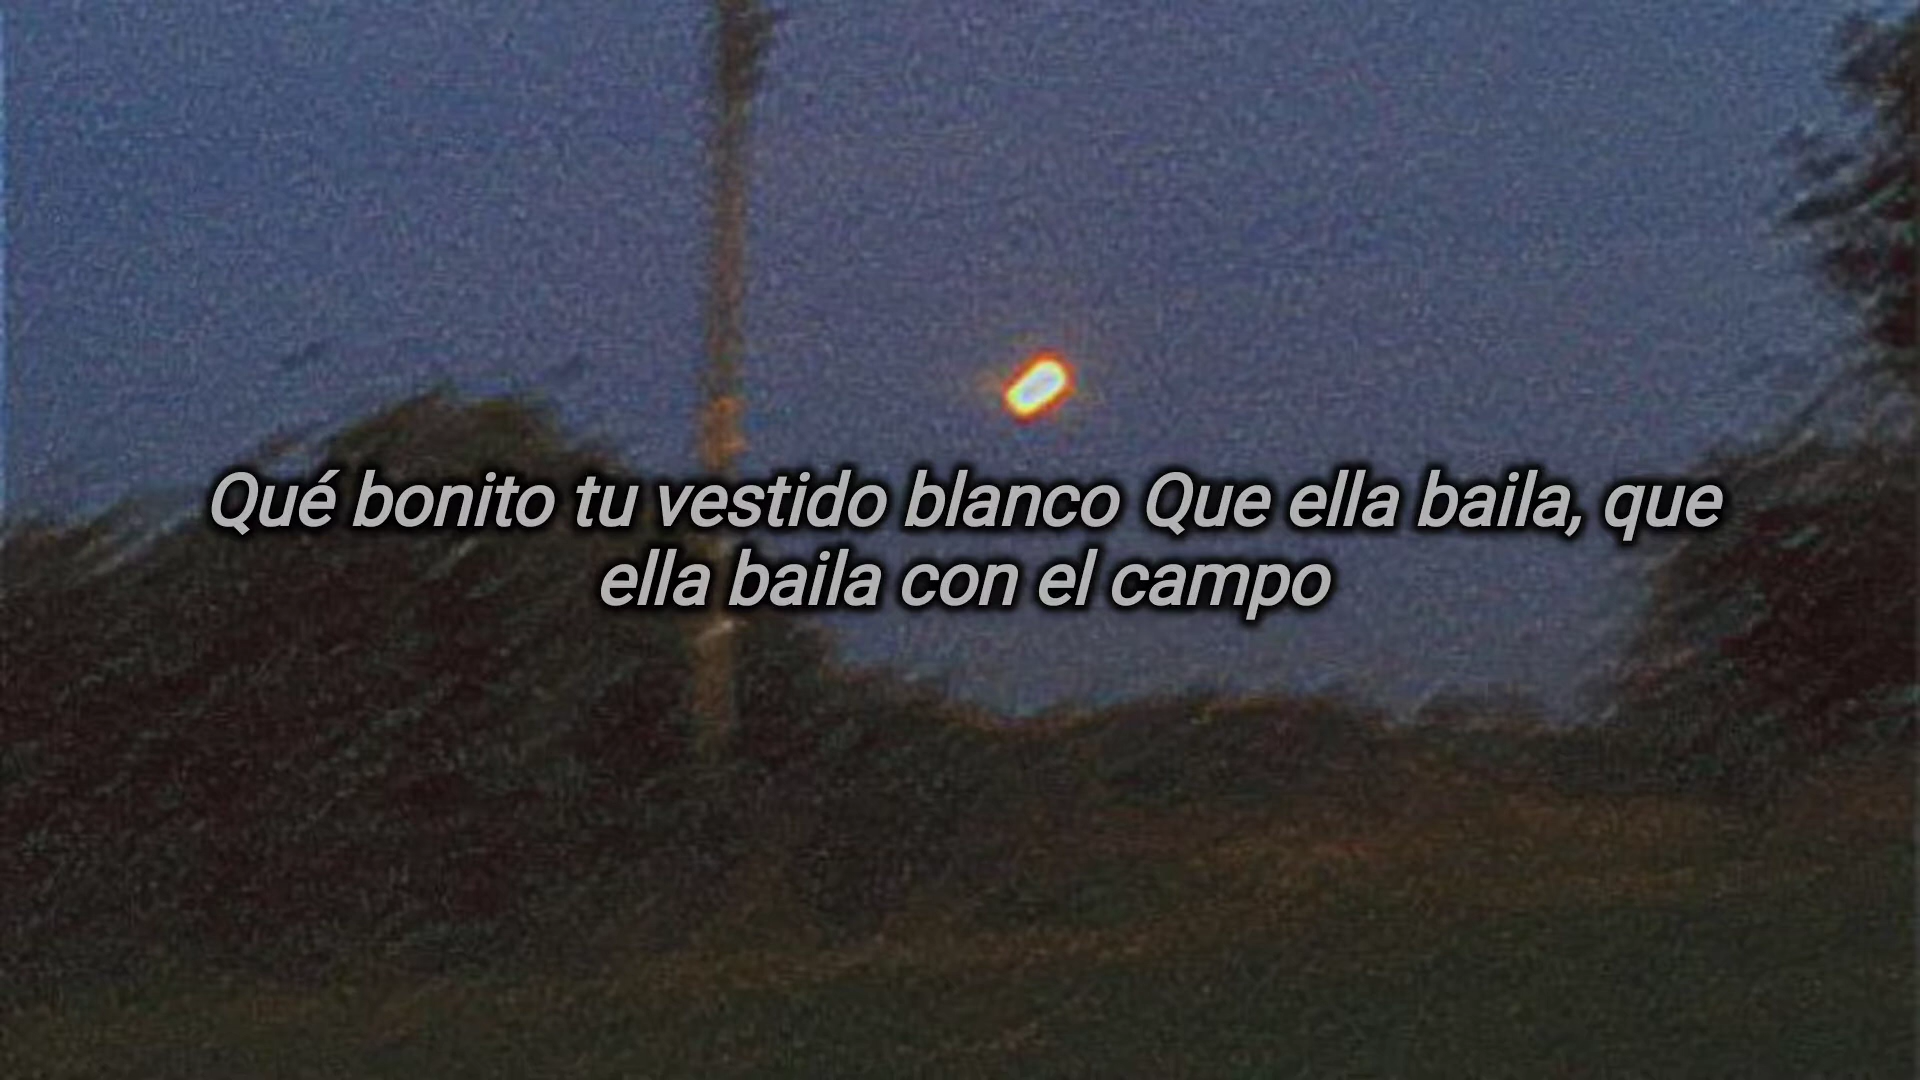 Qué bonito tu vestido blanco Que ella baila, que
ella baila con el campo